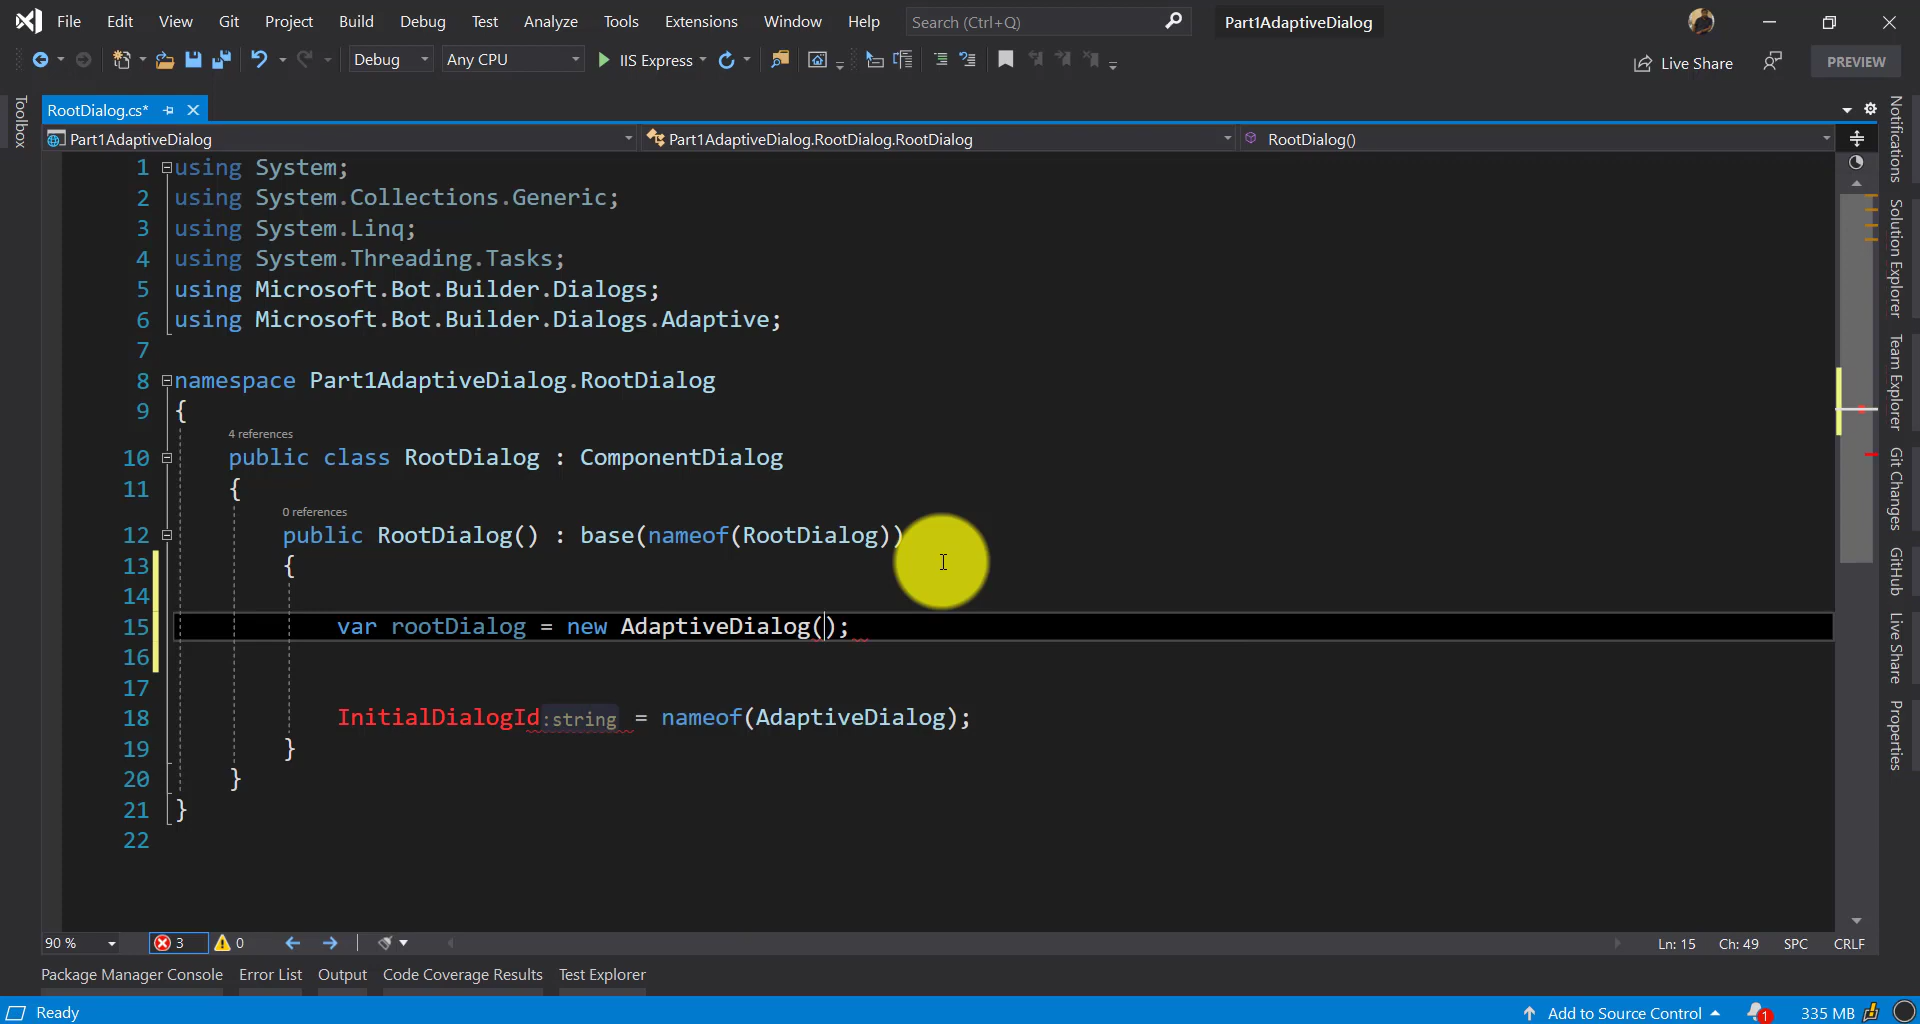 File Edit View Git Project Build Debug Test Analyze Tools Extensions Window Help Search (Ctrl+Q) Part1AdaptiveDialog
Debug Any CPU IIS Express Live Share PREVIEW
Toolbox
RootDialog.cs*
Part1AdaptiveDialog Part1AdaptiveDialog.RootDialog.RootDialog RootDialog()
1 using System;
2 using System.Collections.Generic;
3 using System.Linq;
4 using System.Threading.Tasks;
5 using Microsoft.Bot.Builder.Dialogs;
6 using Microsoft.Bot.Builder.Dialogs.Adaptive;
7
8 namespace Part1AdaptiveDialog.RootDialog
9 {
4 references
10 public class RootDialog : ComponentDialog
11 {
0 references
12 public RootDialog() : base(nameof(RootDialog))
13 {
14
15 var rootDialog = new AdaptiveDialog();
16
17
18 InitialDialogId:string = nameof(AdaptiveDialog);
19 }
20 }
21 }
22
Notifications
Solution Explorer
Team Explorer
Git Changes
GitHub
Live Share
Properties
90 % 3 0 Ln: 15 Ch: 49 SPC CRLF
Package Manager Console Error List Output Code Coverage Results Test Explorer
Ready Add to Source Control 1 335 MB